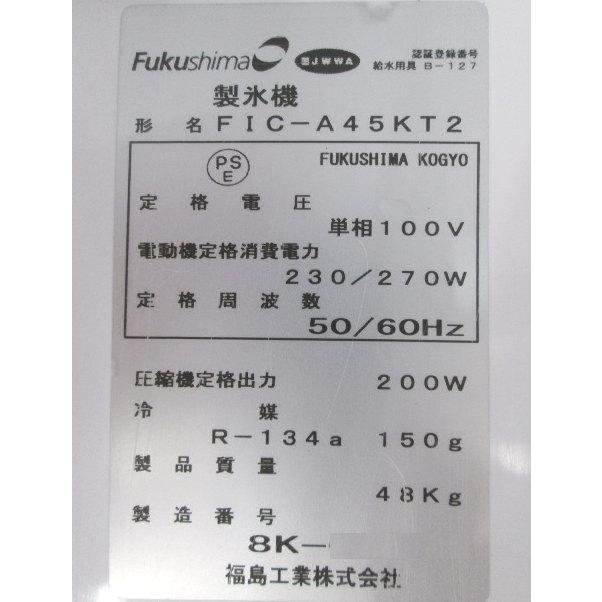 Fukushima JWWA 認証登録番号
給水用具 B-127
製氷機
形名 FIC-A45KT2
PSE FUKUSHIMA KOGYO
定格電圧
単相100V
電動機定格消費電力
230/270W
定格周波数
50/60Hz
圧縮機定格出力 200W
冷媒
R-134a 150g
製品質量
48Kg
製造番号
8K-
福島工業株式会社